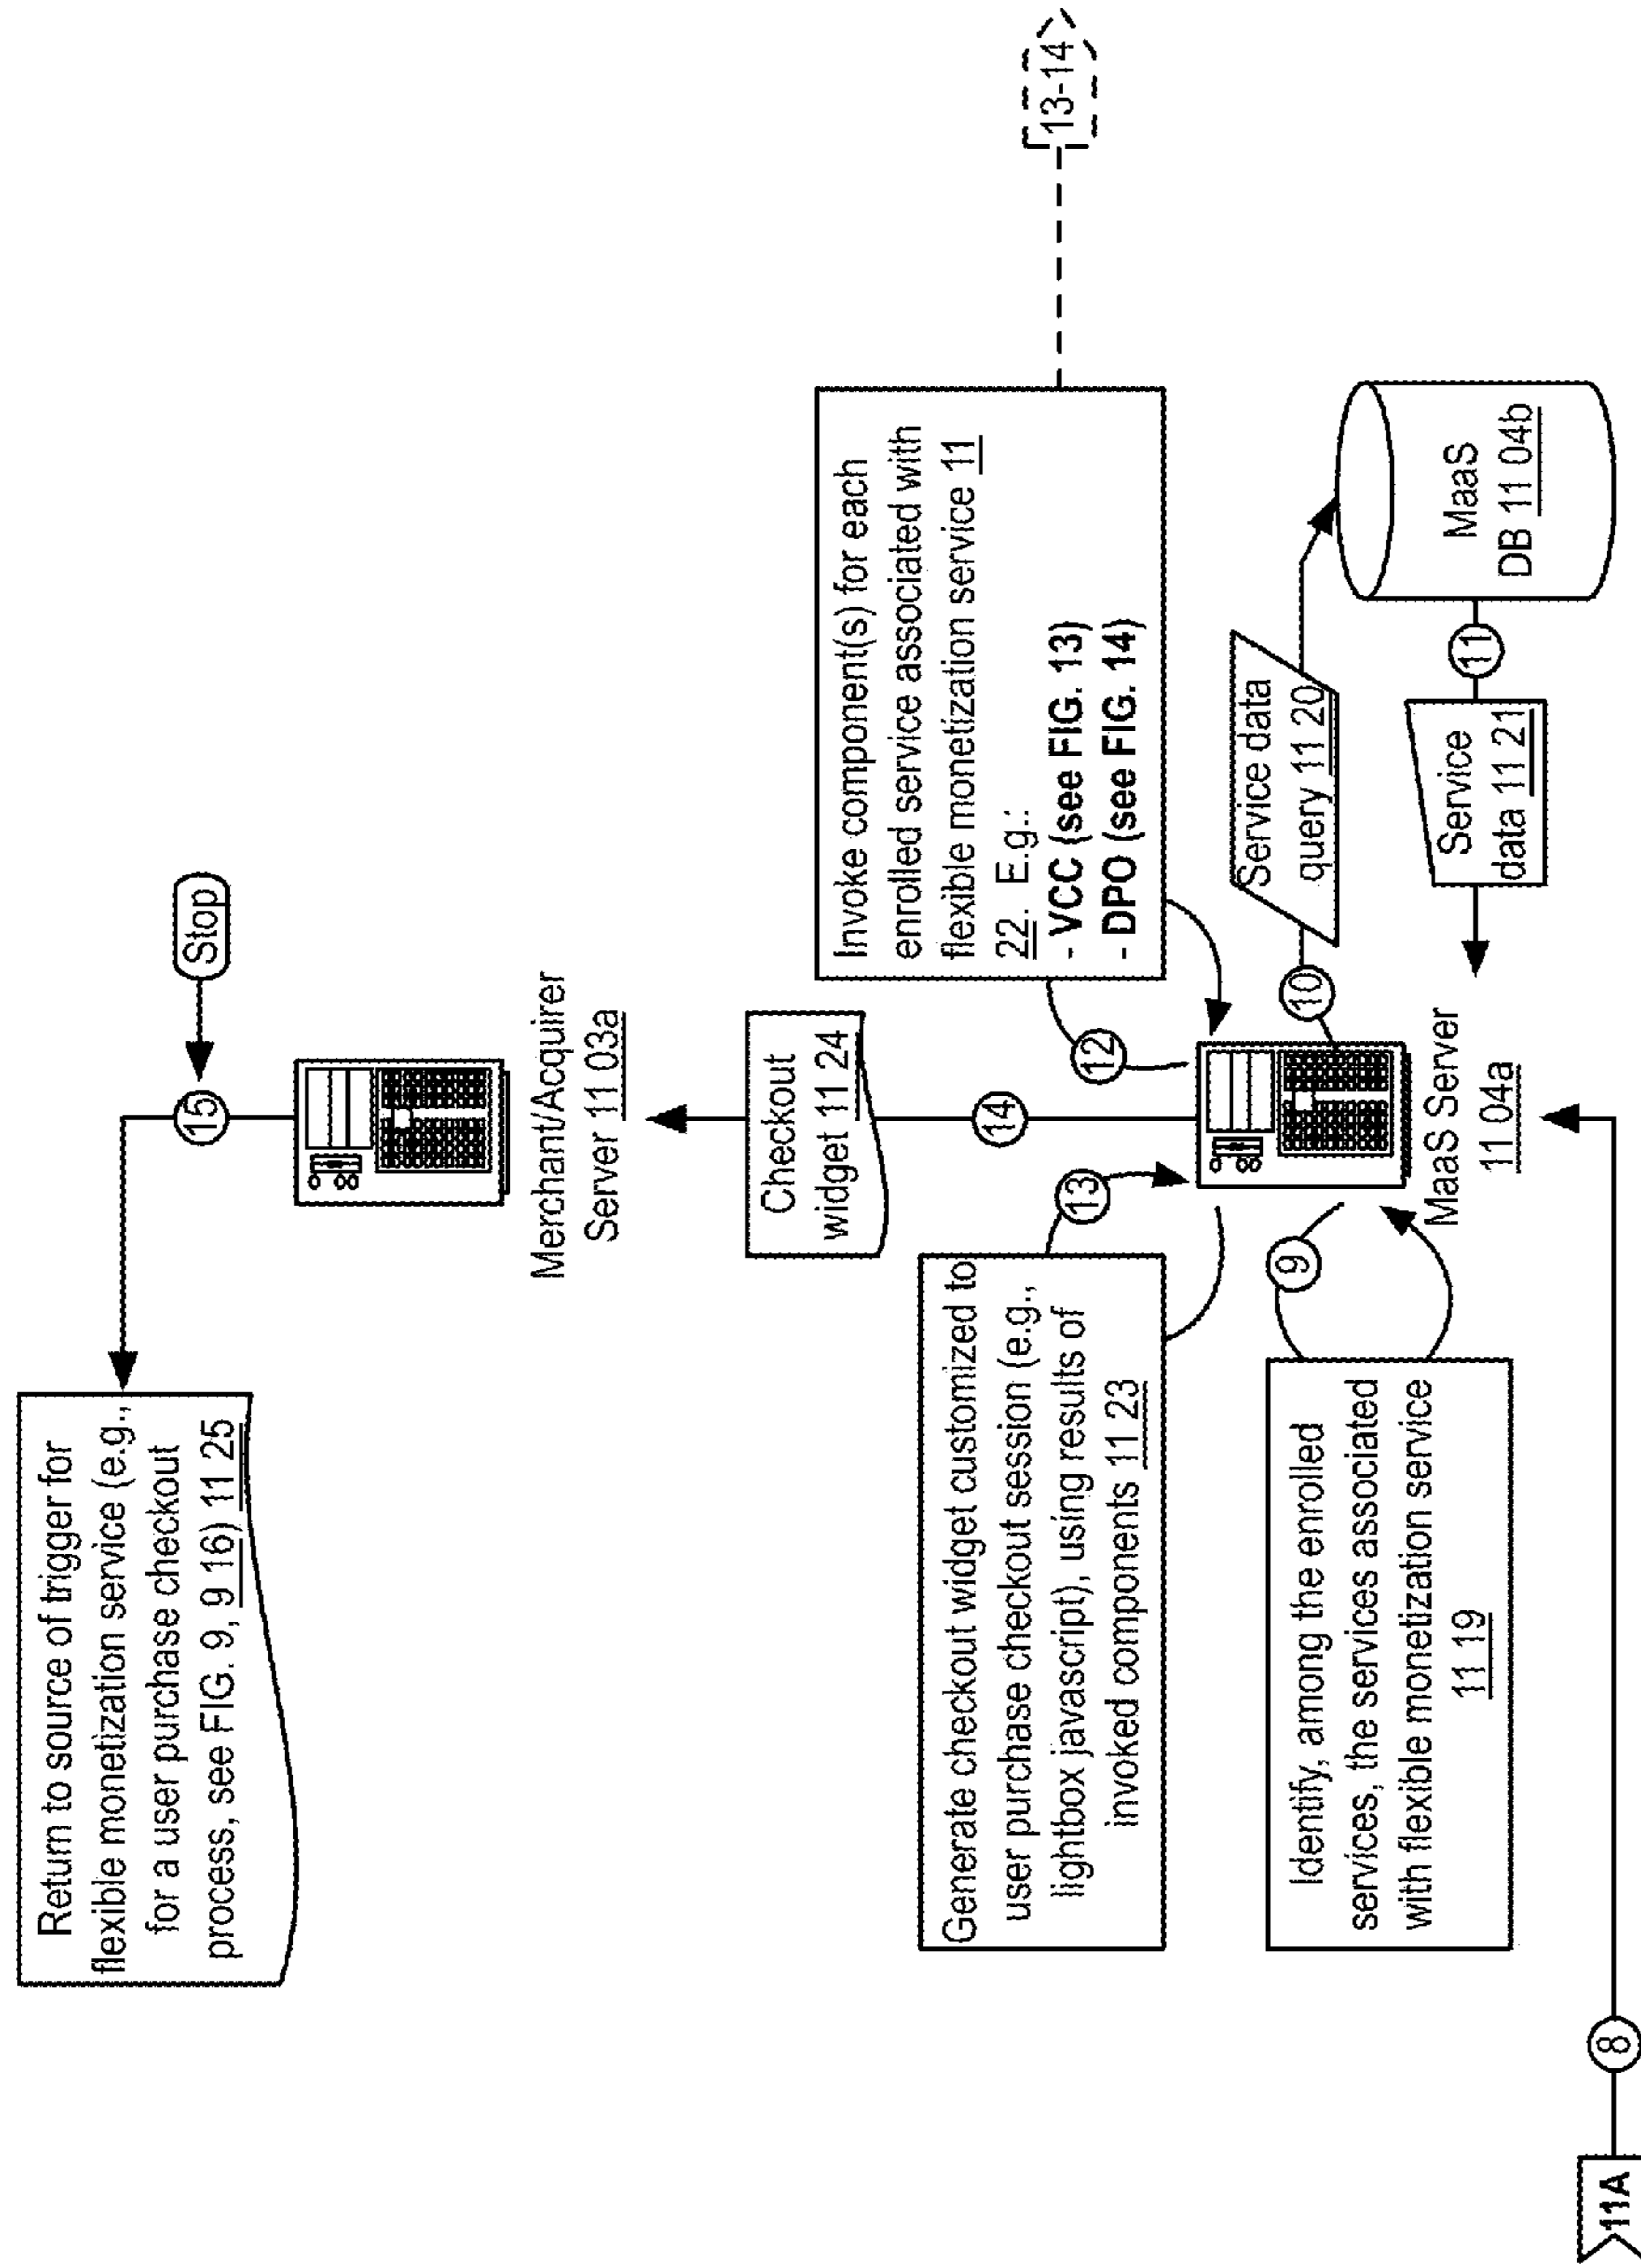 Return to source of trigger for
flexible monetization service (e.g.,
for a user purchase checkout
process, see FIG. 9, 9 16) 11 25
15
Stop
Merchant/Acquirer
Server 11 03a
Checkout
widget 11 24
14
Generate checkout widget customized to
user purchase checkout session (e.g.,
lightbox javascript), using results of
invoked components 11 23
13
12
Invoke component(s) for each
enrolled service associated with
flexible monetization service 11
22. E.g.:
- VCC (see FIG. 13)
- DPO (see FIG. 14)
13-14
Identify, among the enrolled
services, the services associated
with flexible monetization service
11 19
9
MaaS Server
11 04a
10
Service data
query 11 20
MaaS
DB 11 04b
11
Service
data 11 21
11A
8